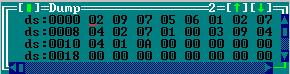 [■]=Dump 2=[↑][↓]
ds:0000 02 09 07 05 06 01 02 07
ds:0008 04 02 07 01 00 03 09 04
ds:0010 04 01 0A 00 00 00 00 00
ds:0018 00 00 00 00 00 00 00 00